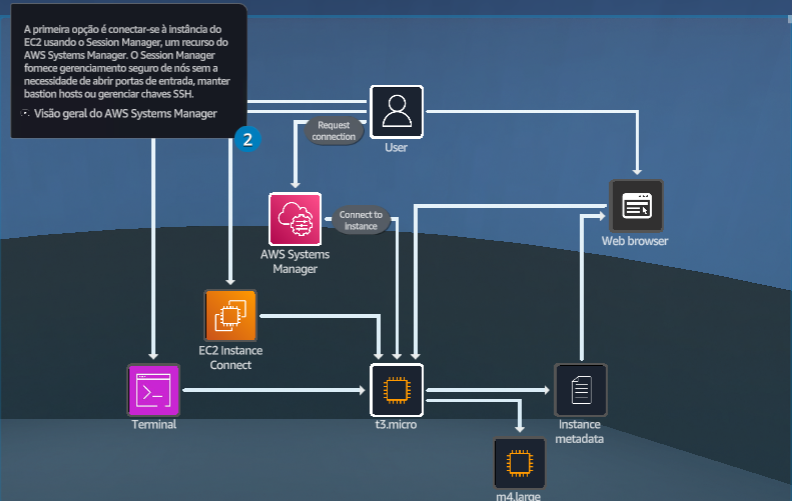 A primeira opção é conectar-se à instância do
EC2 usando o Session Manager, um recurso do
AWS Systems Manager. O Session Manager
fornece gerenciamento seguro de nós sem a
necessidade de abrir portas de entrada, manter
bastion hosts ou gerenciar chaves SSH.
Visão geral do AWS Systems Manager
2
Request
connection
User
Connect to
instance
Web browser
AWS Systems
Manager
EC2 Instance
Connect
Terminal
t3.micro
Instance
metadata
m4.large